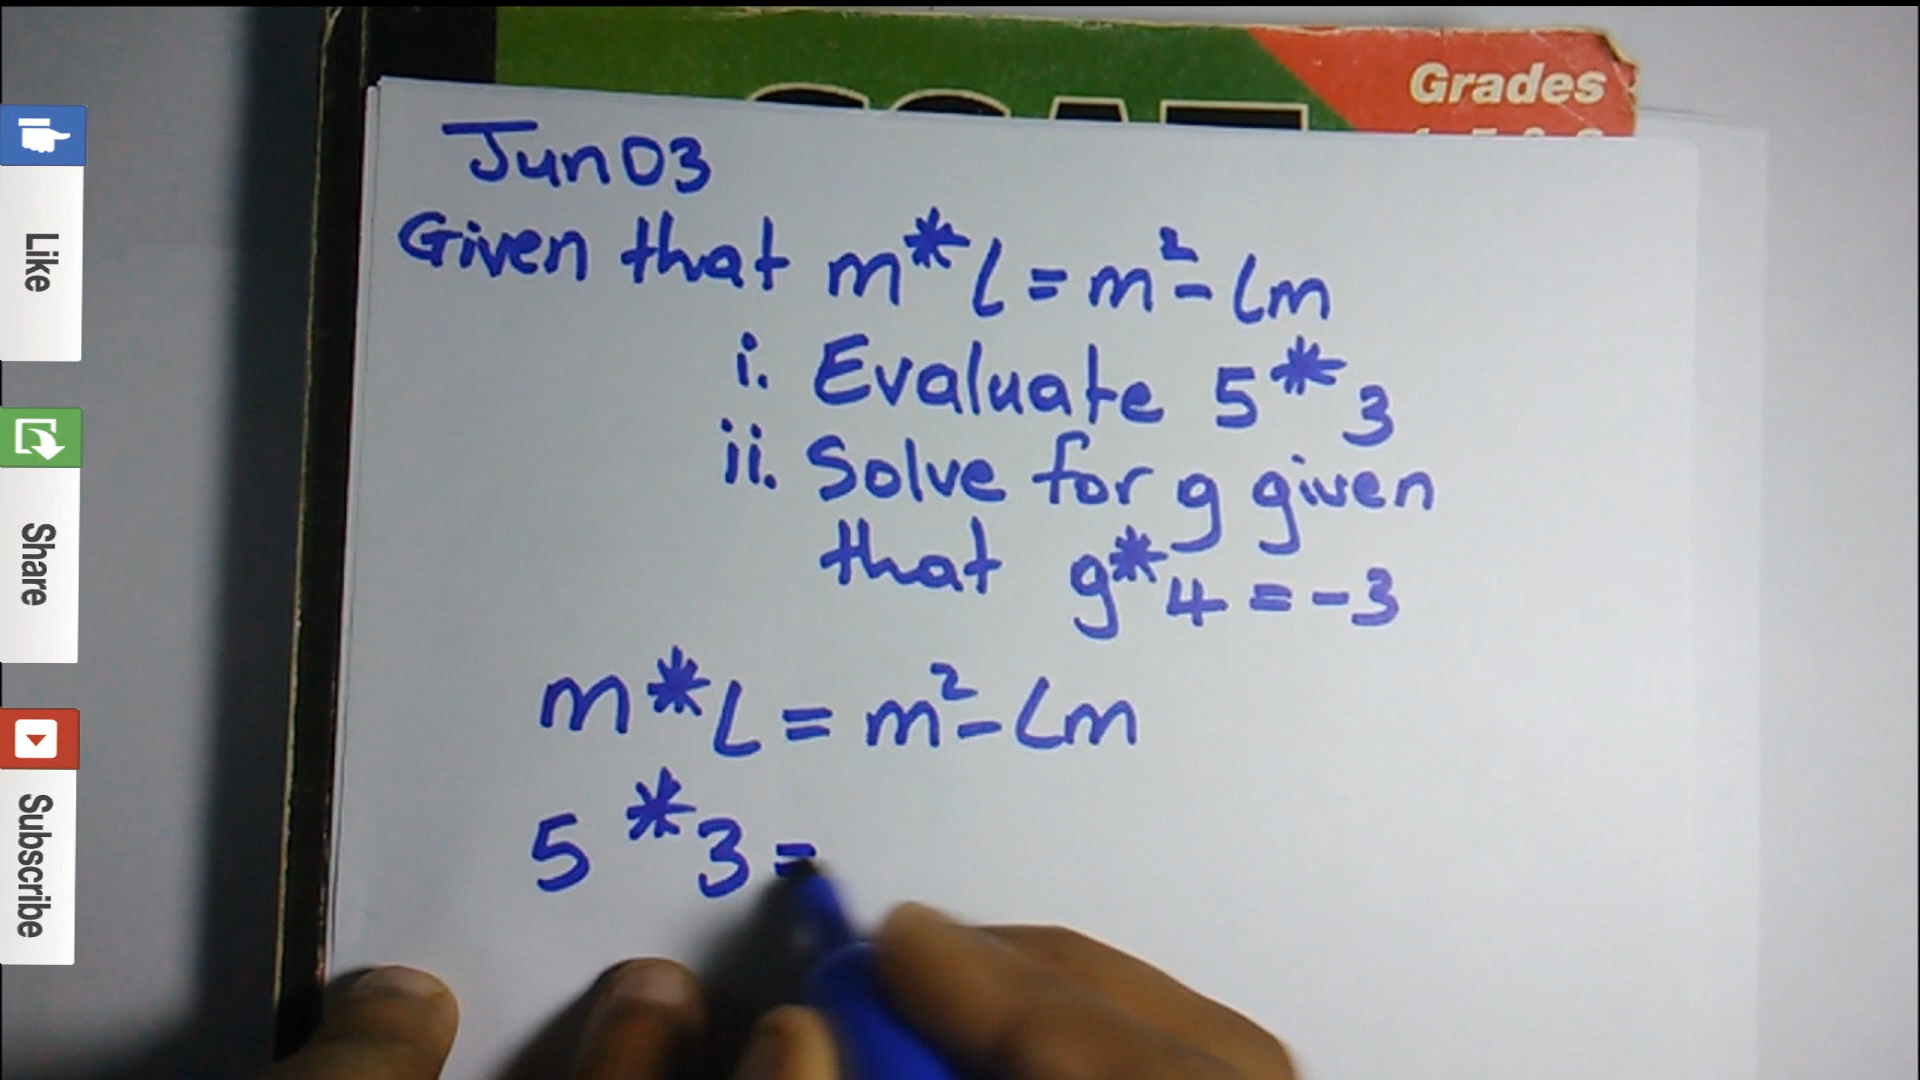 Grades
Jun03
Given that m*l=m²-lm
i. Evaluate 5*3
ii. Solve for g given
that g*4=-3
m*L=m²-Lm
5*3=
Like
Share
Subscribe